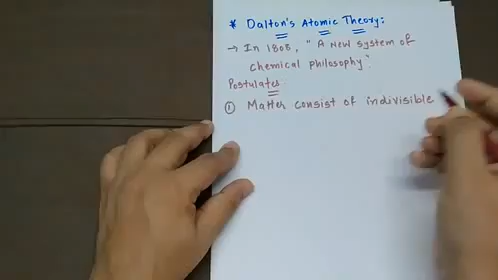 * Dalton's Atomic Theory:
→ In 1808, "A New system of
chemical philosophy".
Postulates:
① Matter consist of indivisible